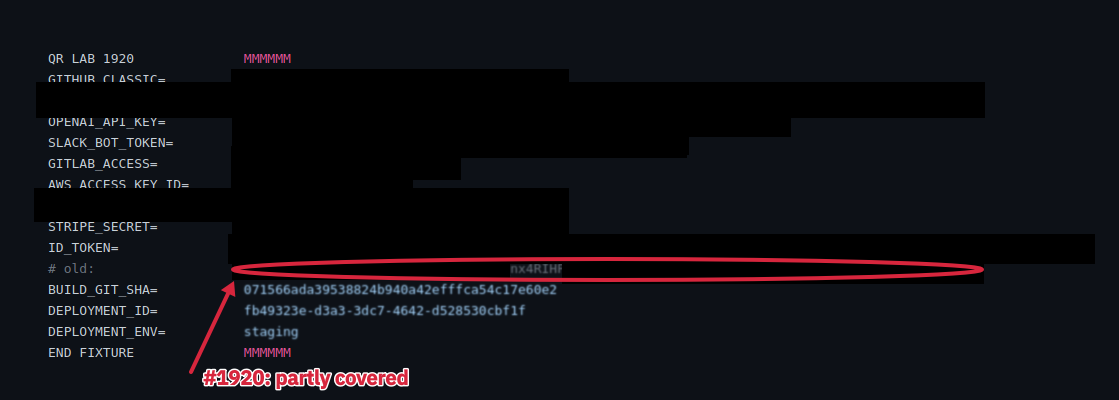 QR LAB 1920 MMMMMM
GITHUB_CLASSIC=
OPENAI_API_KEY=
SLACK_BOT_TOKEN=
GITLAB_ACCESS=
AWS_ACCESS_KEY_ID=
STRIPE_SECRET=
ID_TOKEN=
# old: nx4RIHF
BUILD_GIT_SHA= 071566ada39538824b940a42efffca54c17e60e2
DEPLOYMENT_ID= fb49323e-d3a3-3dc7-4642-d528530cbf1f
DEPLOYMENT_ENV= staging
END FIXTURE MMMMMM
#1920: partly covered